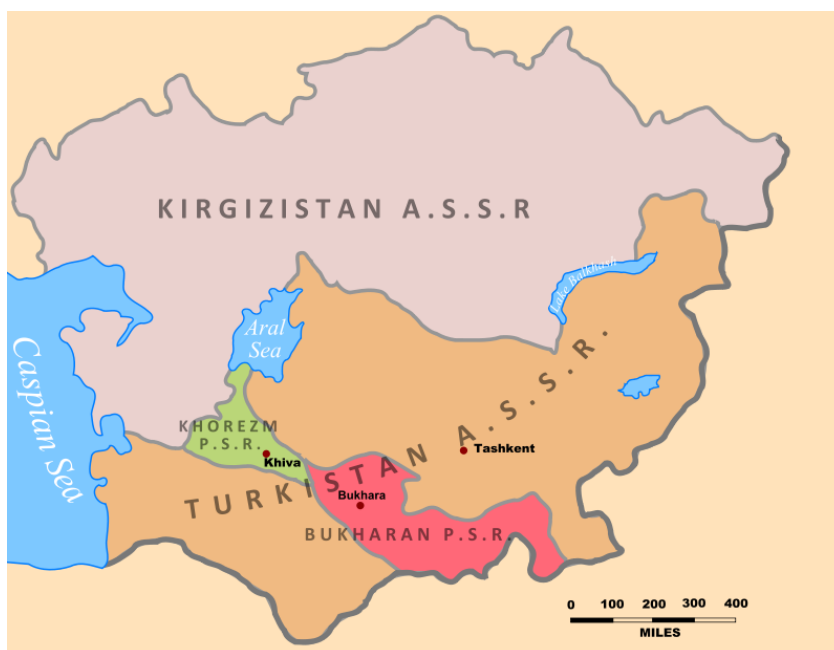 KIRGIZISTAN A.S.S.R
Lake Balkhash
Aral
Sea
Caspian Sea
KHOREZM
P.S.R.
Khiva
TURKISTAN A.S.S.R.
Tashkent
Bukhara
BUKHARAN P.S.R.
0 100 200 300 400
MILES